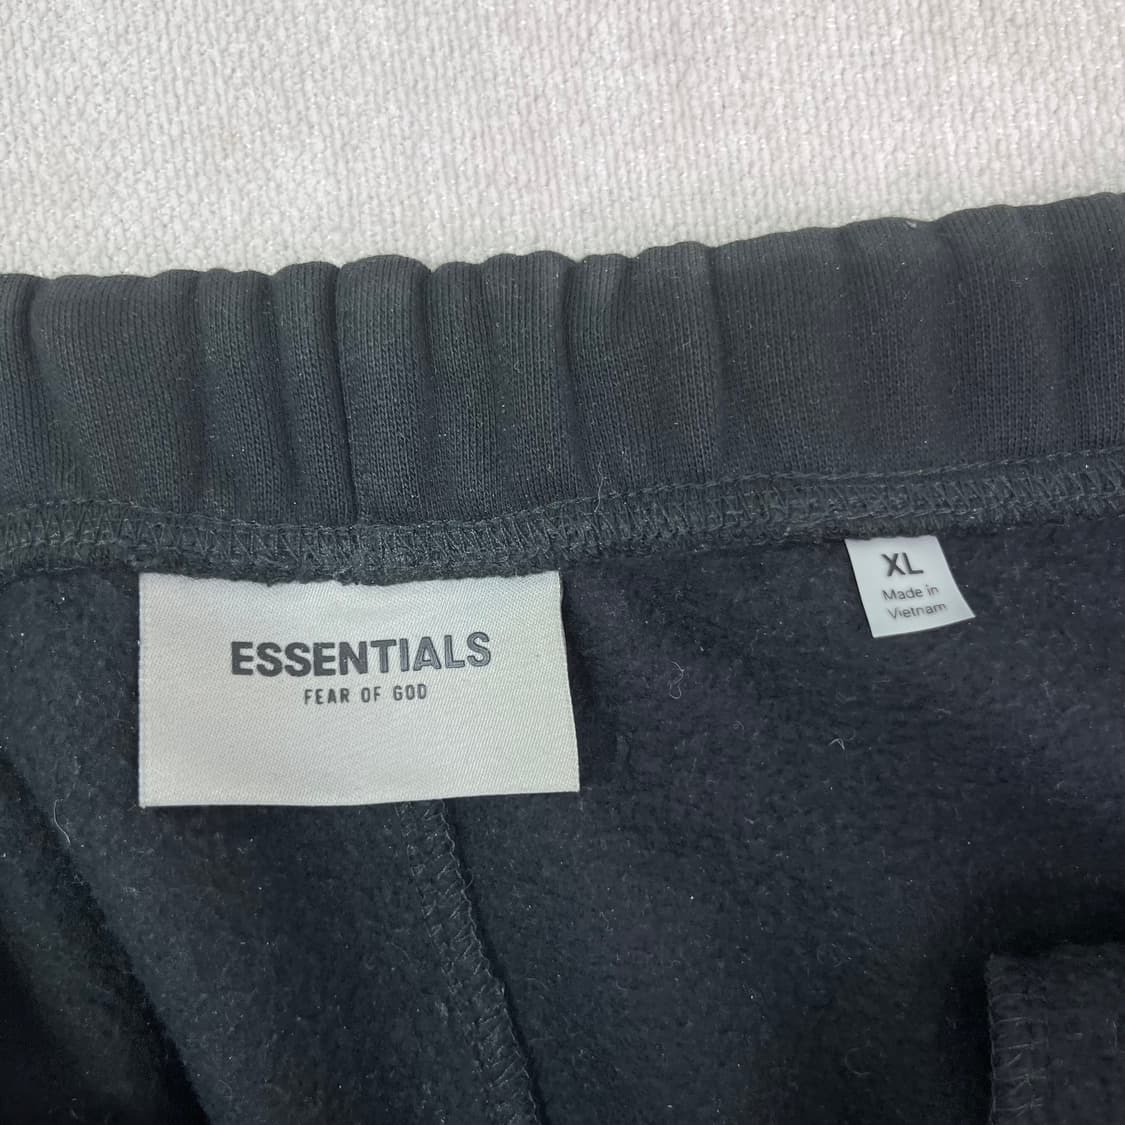 ESSENTIALS
FEAR OF GOD
XL
Made in
Vietnam